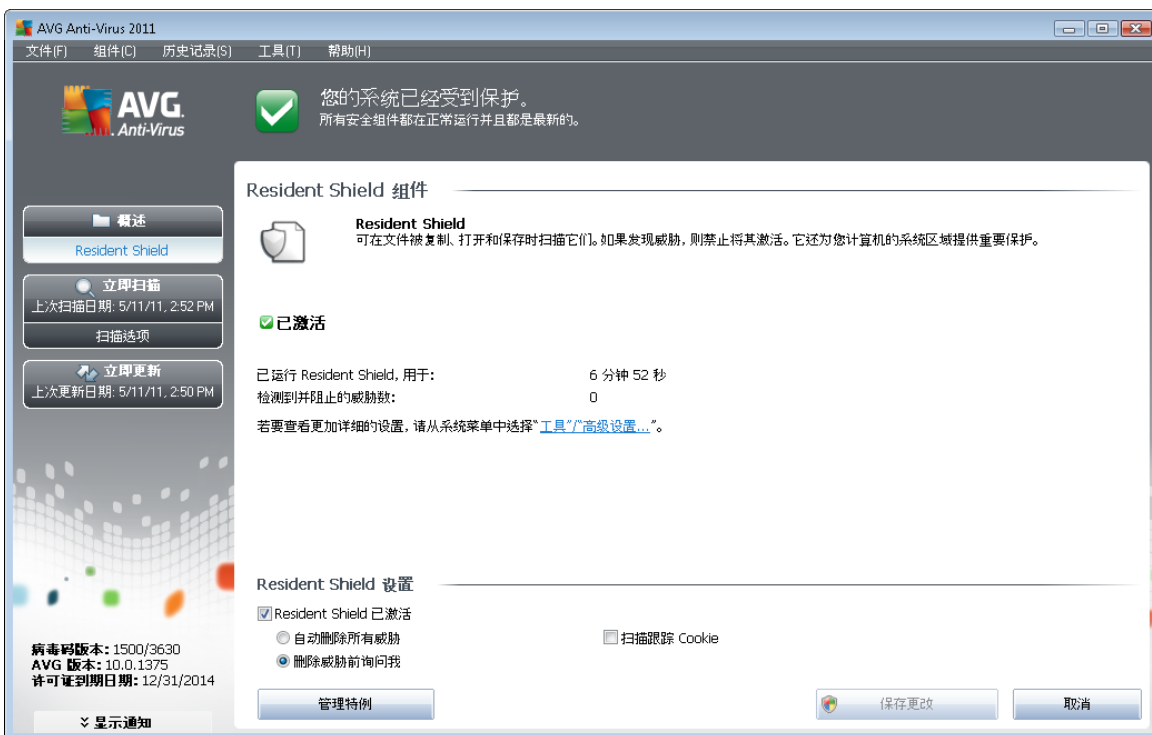 AVG Anti-Virus 2011
文件(F) 组件(C) 历史记录(S) 工具(T) 帮助(H)
AVG.
Anti-Virus
您的系统已经受到保护。
所有安全组件都在正常运行并且都是最新的。
概述
Resident Shield
立即扫描
上次扫描日期: 5/11/11, 2:52 PM
扫描选项
立即更新
上次更新日期: 5/11/11, 2:50 PM
Resident Shield 组件
Resident Shield
可在文件被复制、打开和保存时扫描它们。如果发现威胁，则禁止将其激活。它还为您计算机的系统区域提供重要保护。
已激活
已运行 Resident Shield, 用于: 6 分钟 52 秒
检测到并阻止的威胁数: 0
若要查看更加详细的设置, 请从系统菜单中选择“工具”/“高级设置...”。
Resident Shield 设置
Resident Shield 已激活
自动删除所有威胁
扫描跟踪 Cookie
删除威胁前询问我
病毒码版本: 1500/3630
AVG 版本: 10.0.1375
许可证到期日期: 12/31/2014
显示通知
管理特例
保存更改
取消